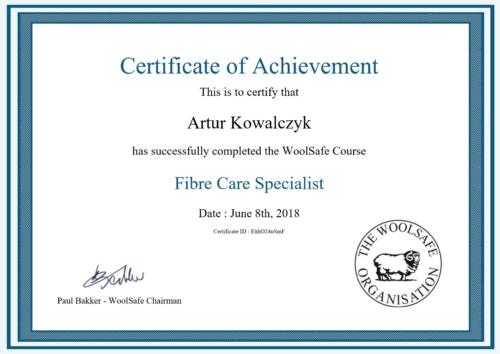 Certificate of Achievement
This is to certify that
Artur Kowalczyk
has successfully completed the WoolSafe Course
Fibre Care Specialist
Date : June 8th, 2018
Certificate ID :
THE WOOLSAFE
ORGANISATION
Paul Bakker - WoolSafe Chairman